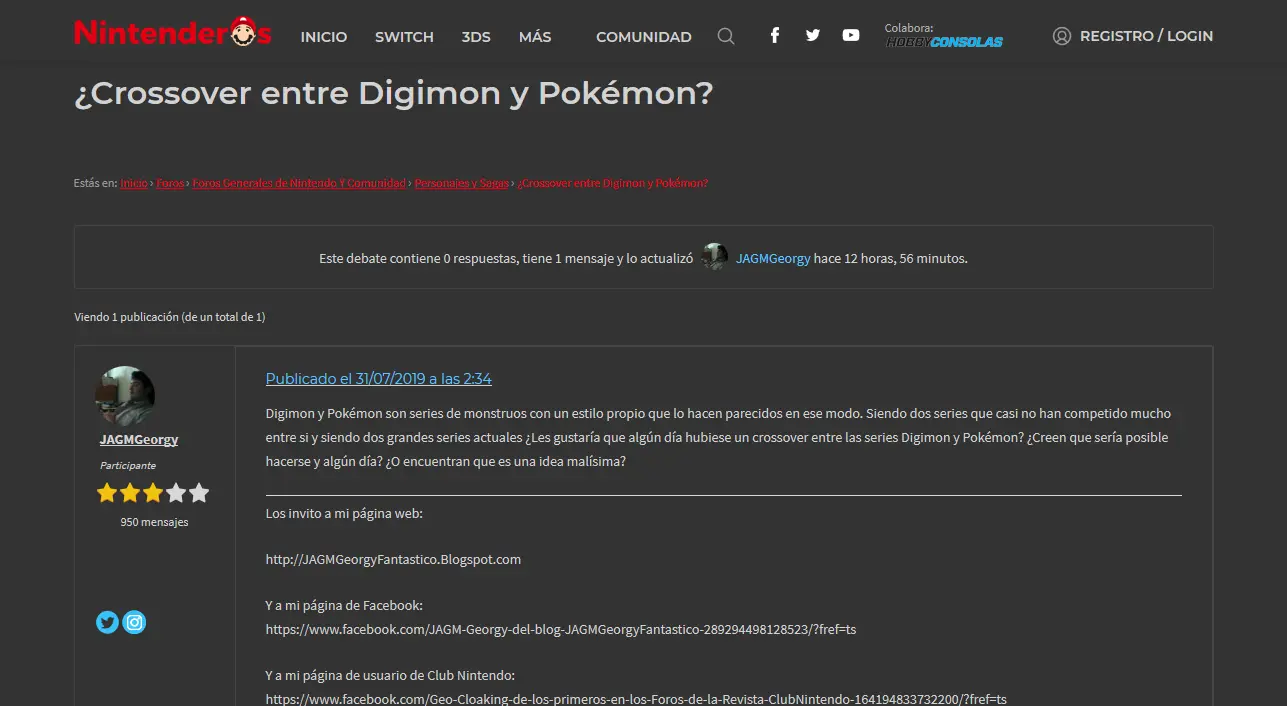 Nintenderos
INICIO SWITCH 3DS MÁS COMUNIDAD
Colabora:
HOBBYCONSOLAS
REGISTRO / LOGIN
¿Crossover entre Digimon y Pokémon?
Estás en: Inicio › Foros › Foros Generales de Nintendo Y Comunidad › Personajes y Sagas › ¿Crossover entre Digimon y Pokémon?
Este debate contiene 0 respuestas, tiene 1 mensaje y lo actualizó JAGMGeorgy hace 12 horas, 56 minutos.
Viendo 1 publicación (de un total de 1)
JAGMGeorgy
Participante
950 mensajes
Publicado el 31/07/2019 a las 2:34
Digimon y Pokémon son series de monstruos con un estilo propio que lo hacen parecidos en ese modo. Siendo dos series que casi no han competido mucho
entre si y siendo dos grandes series actuales ¿Les gustaría que algún día hubiese un crossover entre las series Digimon y Pokémon? ¿Creen que sería posible
hacerse y algún día? ¿O encuentran que es una idea malísima?
Los invito a mi página web:
http://JAGMGeorgyFantastico.Blogspot.com
Y a mi página de Facebook:
https://www.facebook.com/JAGM-Georgy-del-blog-JAGMGeorgyFantastico-289294498128523/?fref=ts
Y a mi página de usuario de Club Nintendo:
https://www.facebook.com/Geo-Cloaking-de-los-primeros-en-los-Foros-de-la-Revista-ClubNintendo-164194833732200/?fref=ts